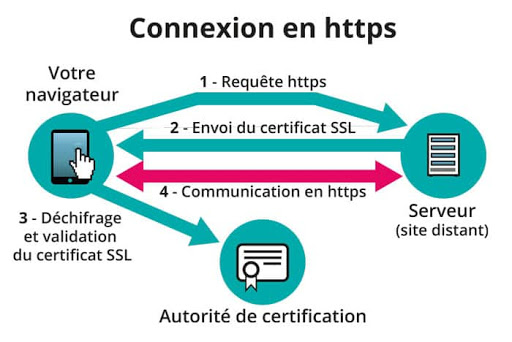 Connexion en https
Votre
navigateur
1 - Requête https
2 - Envoi du certificat SSL
4 - Communication en https
Serveur
(site distant)
3 - Déchifrage
et validation
du certificat SSL
Autorité de certification